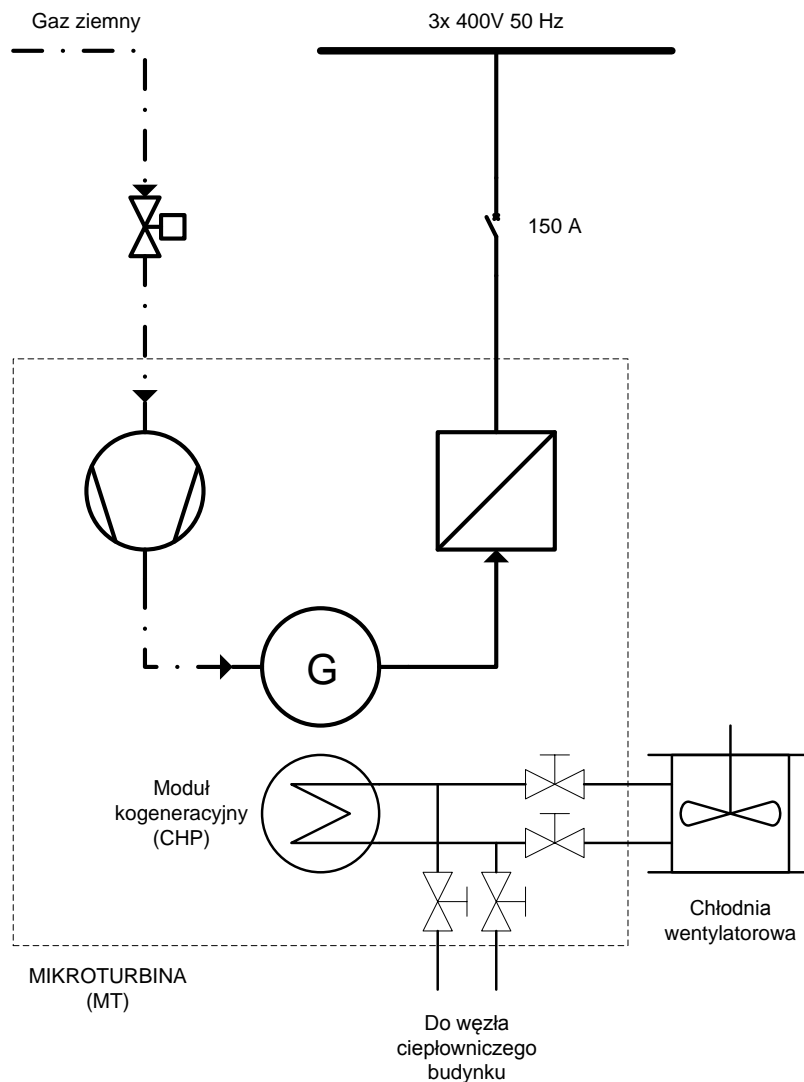 Gaz ziemny
3x 400V 50 Hz
150 A
G
Moduł
kogeneracyjny
(CHP)
Chłodnia
wentylatorowa
MIKROTURBINA
(MT)
Do węzła
ciepłowniczego
budynku